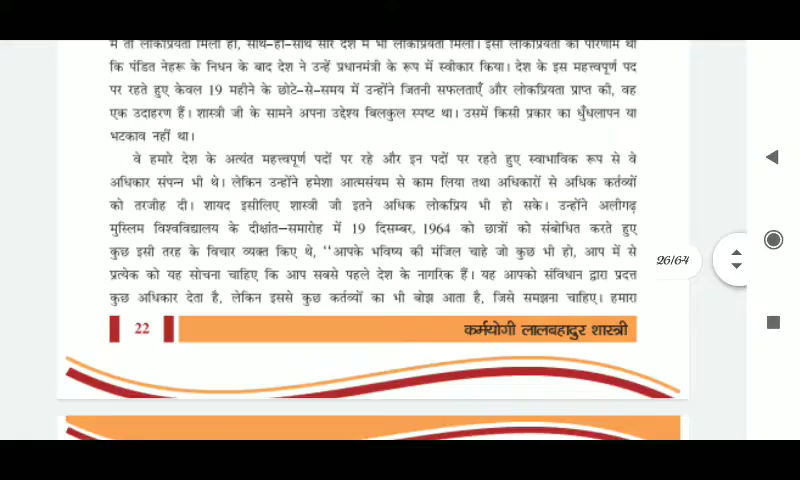 में तो लोकप्रियता मिली ही, साथ-ही-साथ सारे देश में भी लोकप्रियता मिली। इसी लोकप्रियता का परिणाम था
कि पंडित नेहरू के निधन के बाद देश ने उन्हें प्रधानमंत्री के रूप में स्वीकार किया। देश के इस महत्त्वपूर्ण पद
पर रहते हुए केवल 19 महीने के छोटे-से-समय में उन्होंने जितनी सफलताएँ और लोकप्रियता प्राप्त की, वह
एक उदाहरण हैं। शास्त्री जी के सामने अपना उद्देश्य बिलकुल स्पष्ट था। उसमें किसी प्रकार का धुँधलापन या
भटकाव नहीं था।
वे हमारे देश के अत्यंत महत्त्वपूर्ण पदों पर रहे और इन पदों पर रहते हुए स्वाभाविक रूप से वे
अधिकार संपन्न भी थे। लेकिन उन्होंने हमेशा आत्मसंयम से काम लिया तथा अधिकारों से अधिक कर्तव्यों
को तरजीह दी। शायद इसीलिए शास्त्री जी इतने अधिक लोकप्रिय भी हो सके। उन्होंने अलीगढ़
मुस्लिम विश्वविद्यालय के दीक्षांत-समारोह में 19 दिसम्बर, 1964 को छात्रों को संबोधित करते हुए
कुछ इसी तरह के विचार व्यक्त किए थे, ‘‘आपके भविष्य की मंजिल चाहे जो कुछ भी हो, आप में से
प्रत्येक को यह सोचना चाहिए कि आप सबसे पहले देश के नागरिक हैं। यह आपको संविधान द्वारा प्रदत्त
कुछ अधिकार देता है, लेकिन इससे कुछ कर्तव्यों का भी बोझ आता है, जिसे समझना चाहिए। हमारा
26/64
22 कर्मयोगी लालबहादुर शास्त्री